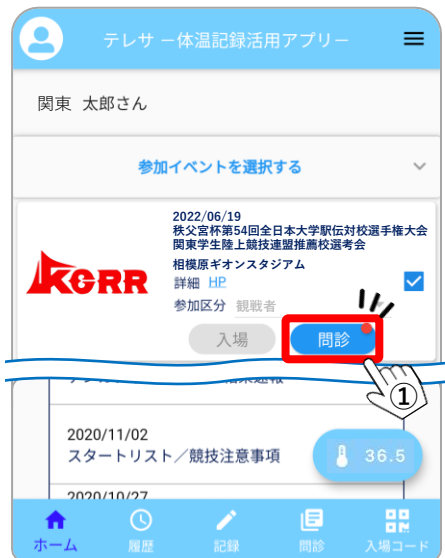 テレサ ー体温記録活用アプリー
関東 太郎さん
参加イベントを選択する
2022/06/19
秩父宮杯第54回全日本大学駅伝対校選手権大会
関東学生陸上競技連盟推薦校選考会
相模原ギオンスタジアム
詳細 HP
参加区分 観戦者
KGRR
入場 問診
①
2020/11/02
スタートリスト／競技注意事項
36.5
2020/10/27
ホーム 履歴 記録 問診 入場コード